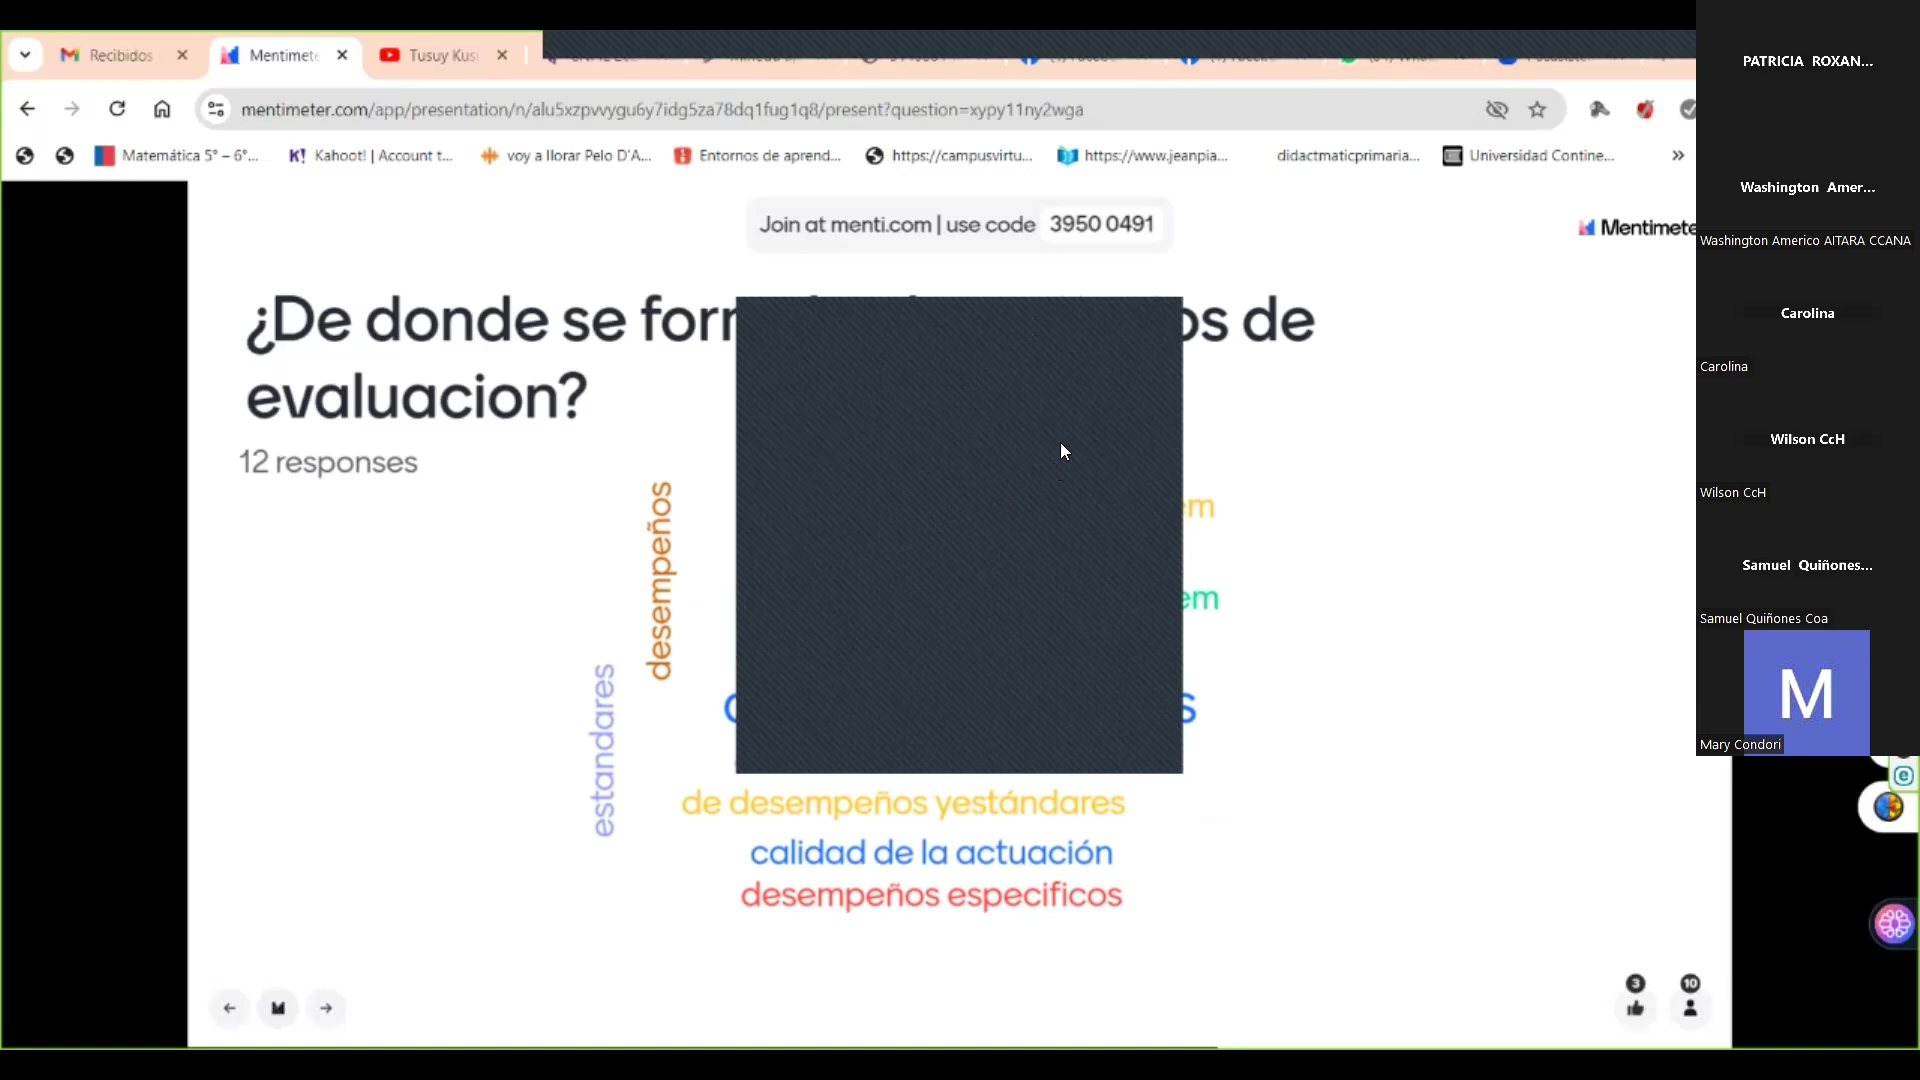 Recibidos
Mentimete
Tusuy Kus
mentimeter.com/app/presentation/n/alu5xzpvvygu6y7idg5za78dq1fug1q8/present?question=xypy11ny2wga
Matemática 5° – 6°...
K! Kahoot! | Account t...
voy a llorar Pelo D'A...
Entornos de aprend...
https://campusvirtu...
https://www.jeanpia...
didactmaticprimaria...
Universidad Contine...
Join at menti.com | use code 3950 0491
Mentimete
¿De donde se for os de
evaluacion?
12 responses
desempeños
em
em
estandares
de desempeños yestándares
calidad de la actuación
desempeños especificos
3
10
PATRICIA ROXAN...
Washington Amer...
Washington Americo AITARA CCANA
Carolina
Carolina
Wilson CcH
Wilson CcH
Samuel Quiñones...
Samuel Quiñones Coa
M
Mary Condori